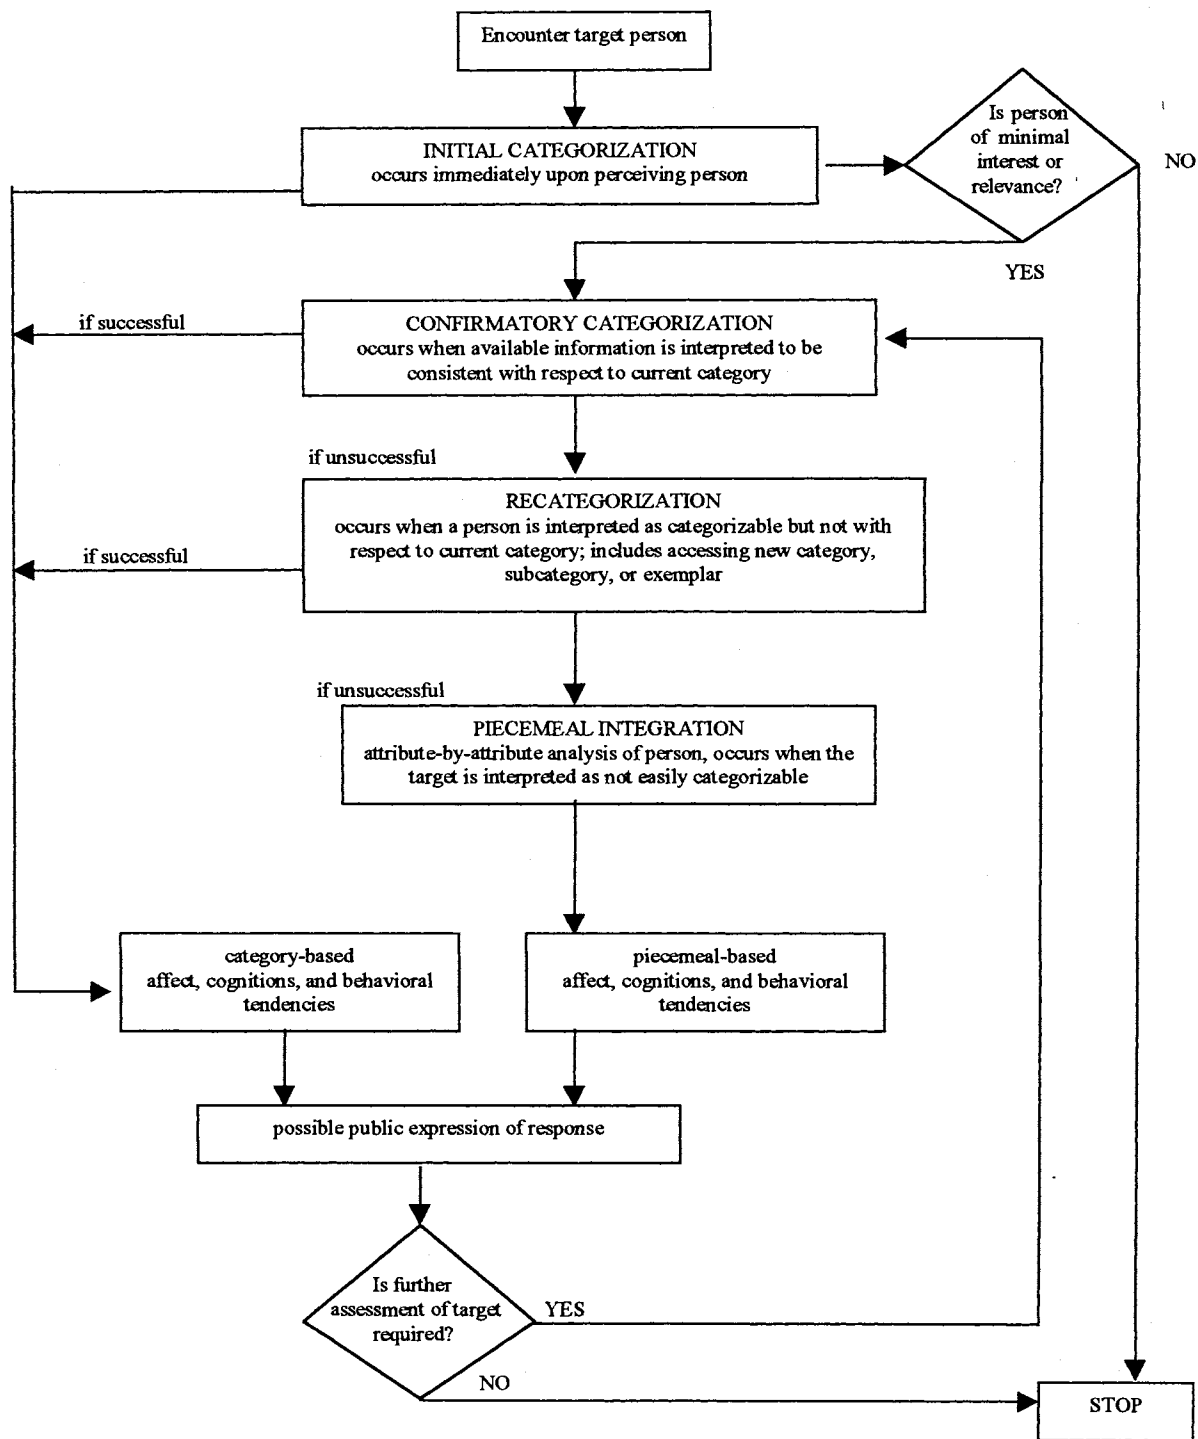 Encounter target person
INITIAL CATEGORIZATION
occurs immediately upon perceiving person
Is person
of minimal
interest or
relevance?
NO
YES
CONFIRMATORY CATEGORIZATION
occurs when available information is interpreted to be
consistent with respect to current category
if successful
if unsuccessful
RECATEGORIZATION
occurs when a person is interpreted as categorizable but not with
respect to current category; includes accessing new category,
subcategory, or exemplar
if successful
if unsuccessful
PIECEMEAL INTEGRATION
attribute-by-attribute analysis of person, occurs when the
target is interpreted as not easily categorizable
category-based
affect, cognitions, and behavioral
tendencies
piecemeal-based
affect, cognitions, and behavioral
tendencies
possible public expression of response
Is further
assessment of target
required?
YES
NO
STOP